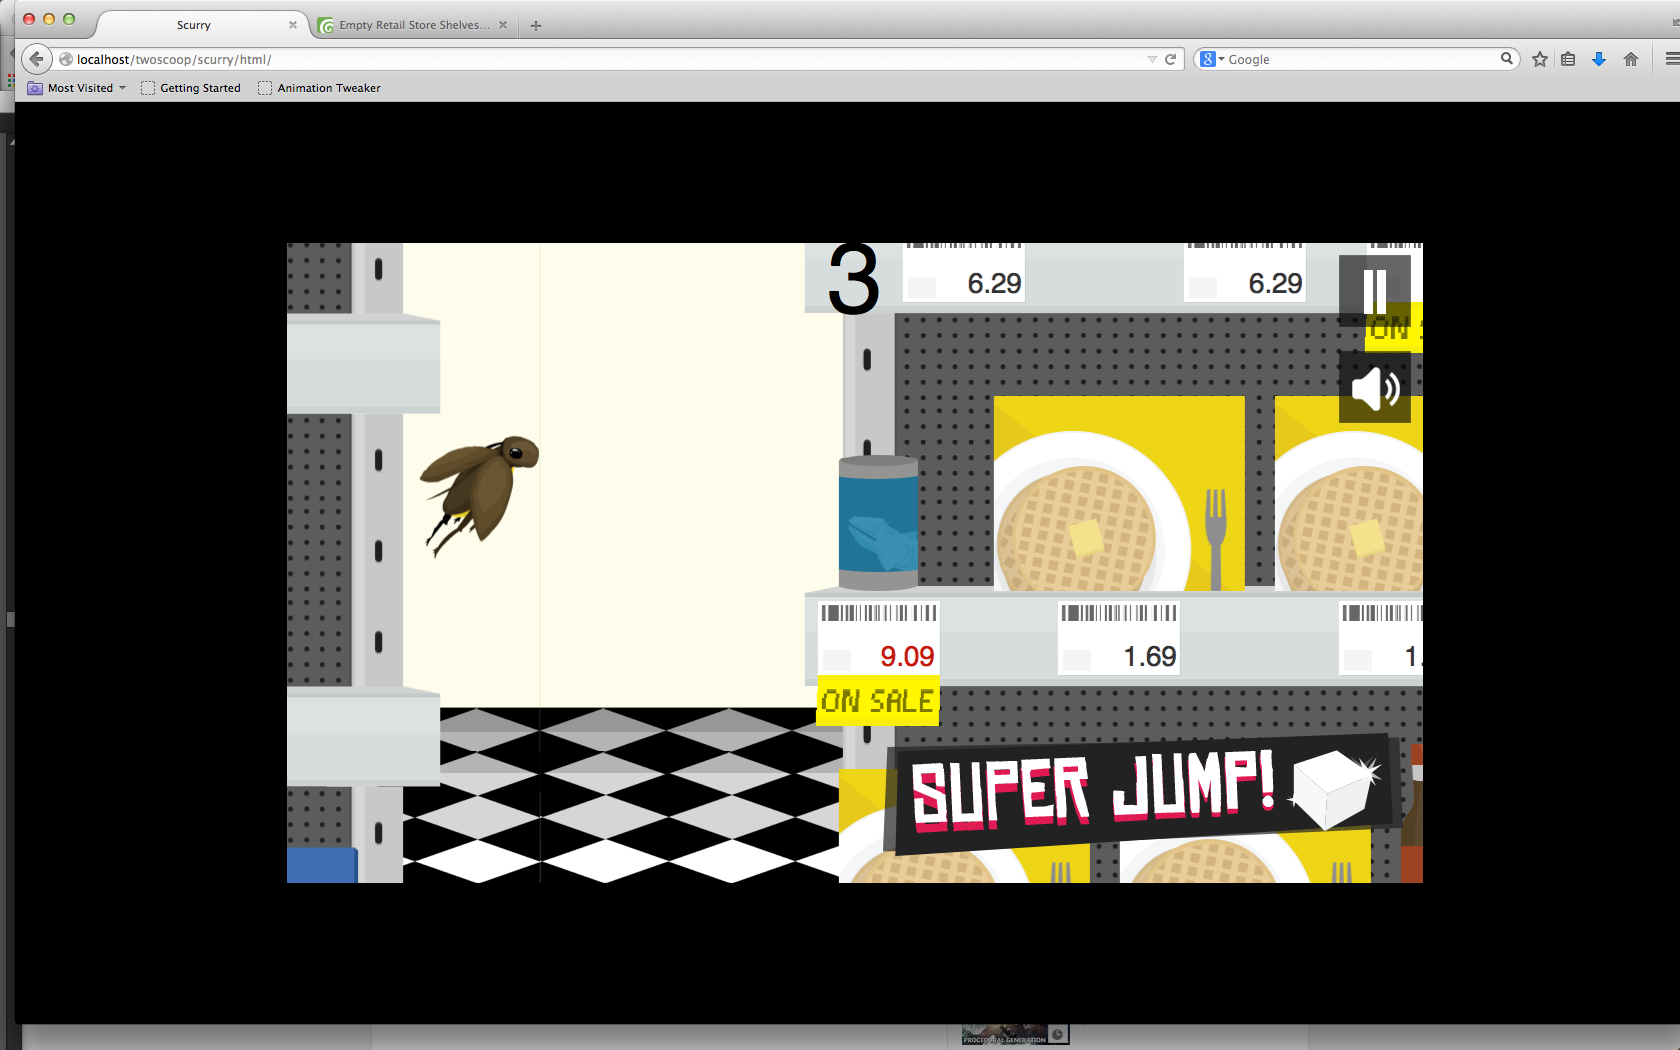 Scurry
Empty Retail Store Shelves...
localhost/twoscoop/scurry/html/
Google
Most Visited
Getting Started
Animation Tweaker
3
6.29
6.29
ON
9.09
1.69
1.
ON SALE
SUPER JUMP!
PROCEDURAL GENERATION